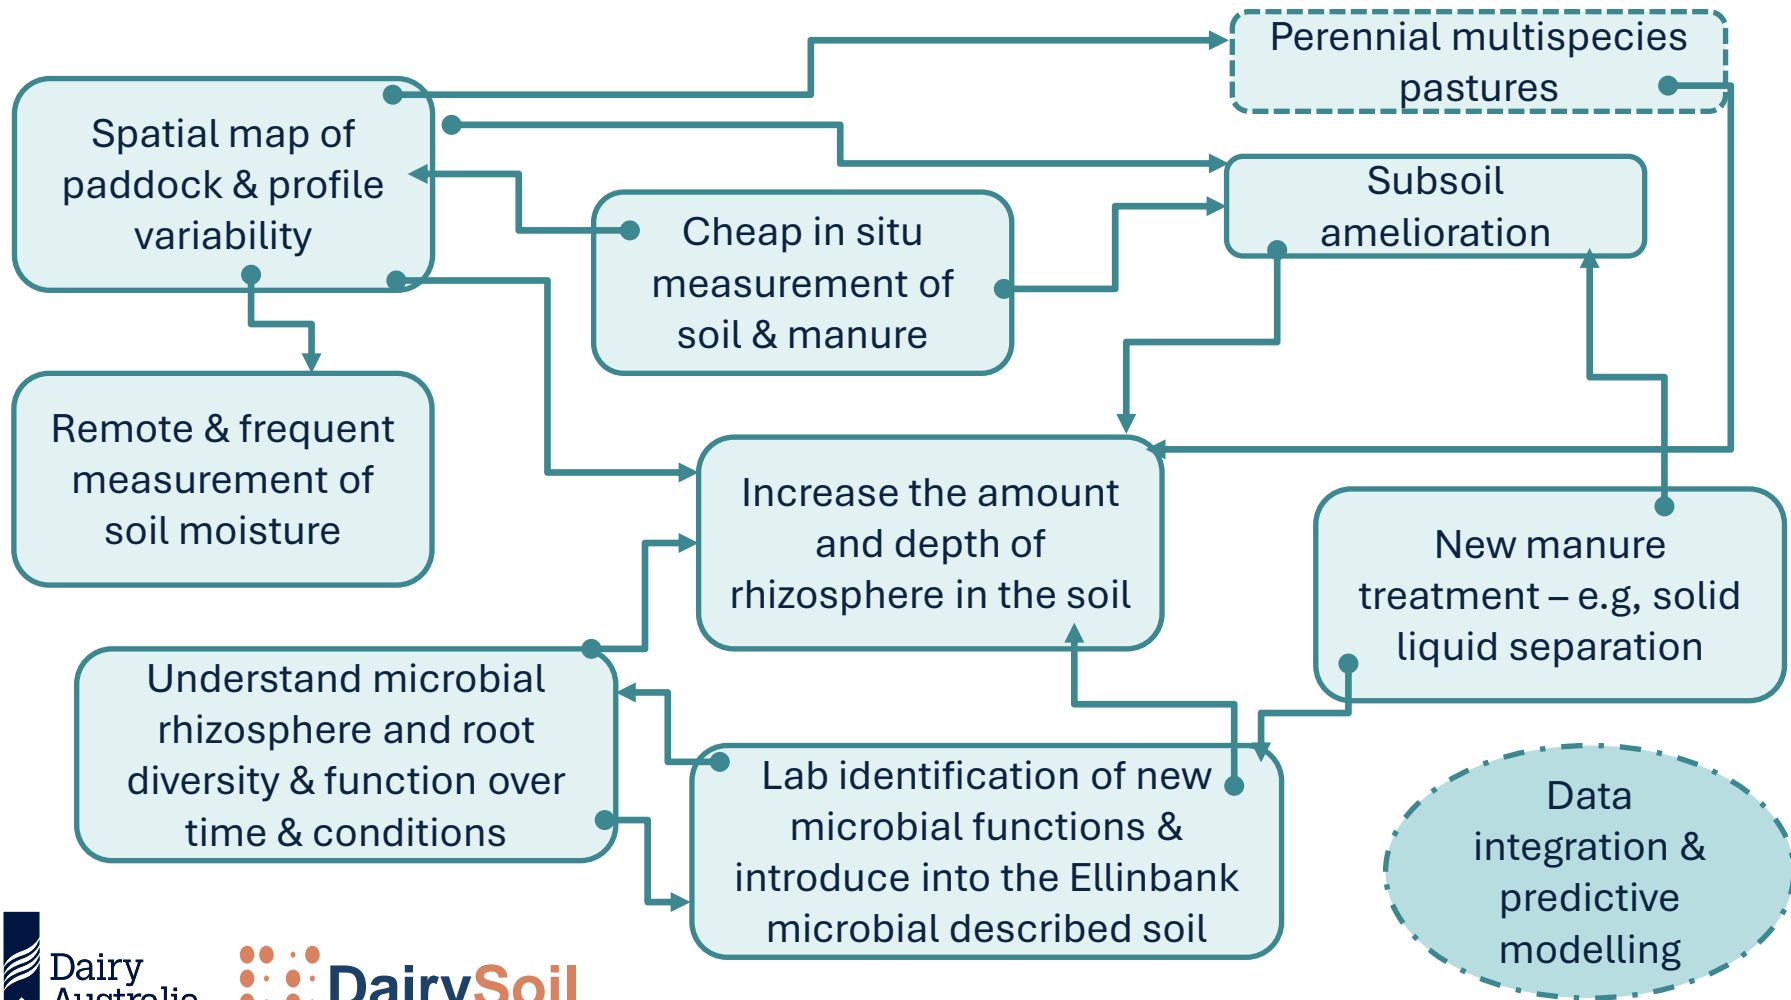 Perennial multispecies
pastures
Spatial map of
paddock & profile
variability
Subsoil
amelioration
Cheap in situ
measurement of
soil & manure
Remote & frequent
measurement of
soil moisture
Increase the amount
and depth of
rhizosphere in the soil
New manure
treatment – e.g, solid
liquid separation
Understand microbial
rhizosphere and root
diversity & function over
time & conditions
Lab identification of new
microbial functions &
introduce into the Ellinbank
microbial described soil
Data
integration &
predictive
modelling
Dairy
Australia
DairySoil